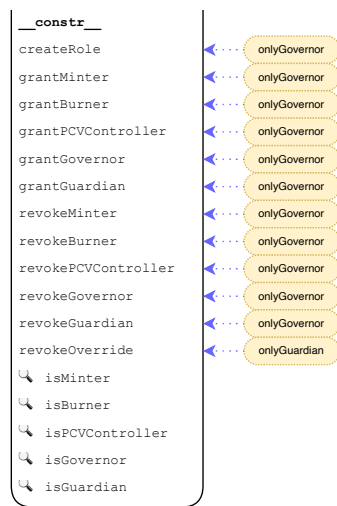 __constr__
createRole onlyGovernor
grantMinter onlyGovernor
grantBurner onlyGovernor
grantPCVController onlyGovernor
grantGovernor onlyGovernor
grantGuardian onlyGovernor
revokeMinter onlyGovernor
revokeBurner onlyGovernor
revokePCVController onlyGovernor
revokeGovernor onlyGovernor
revokeGuardian onlyGovernor
revokeOverride onlyGuardian
isMinter
isBurner
isPCVController
isGovernor
isGuardian